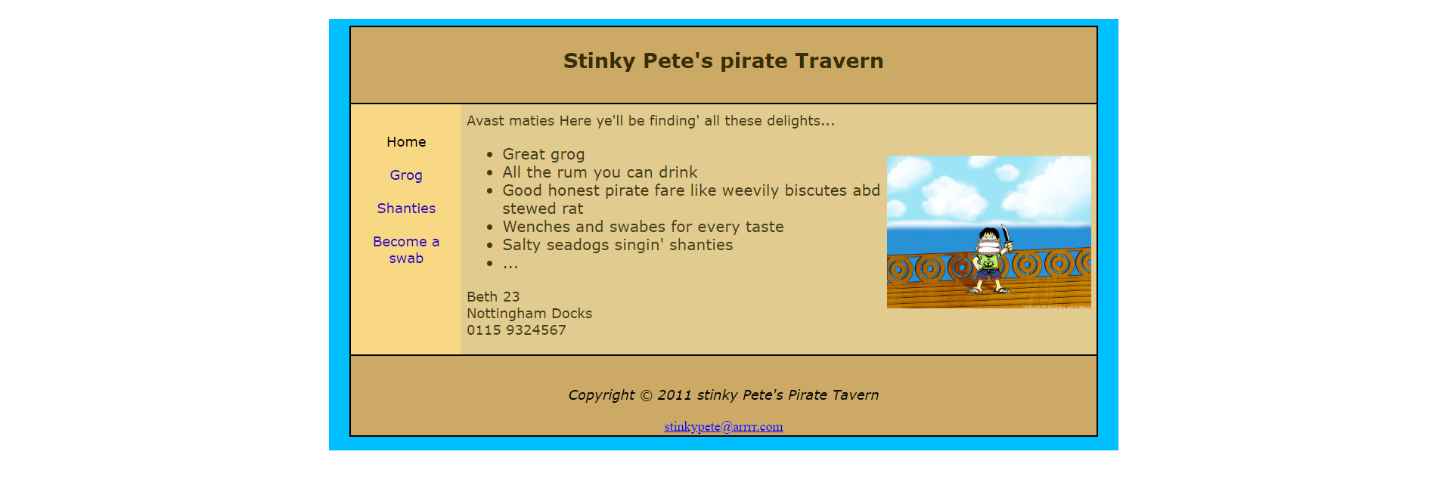 Stinky Pete's pirate Travern
Home
Grog
Shanties
Become a
swab
Avast maties Here ye'll be finding' all these delights...
• Great grog
• All the rum you can drink
• Good honest pirate fare like weevily biscutes abd
stewed rat
• Wenches and swabes for every taste
• Salty seadogs singin' shanties
• ...
Beth 23
Nottingham Docks
0115 9324567
Copyright © 2011 stinky Pete's Pirate Tavern
stinkypete@arrrr.com